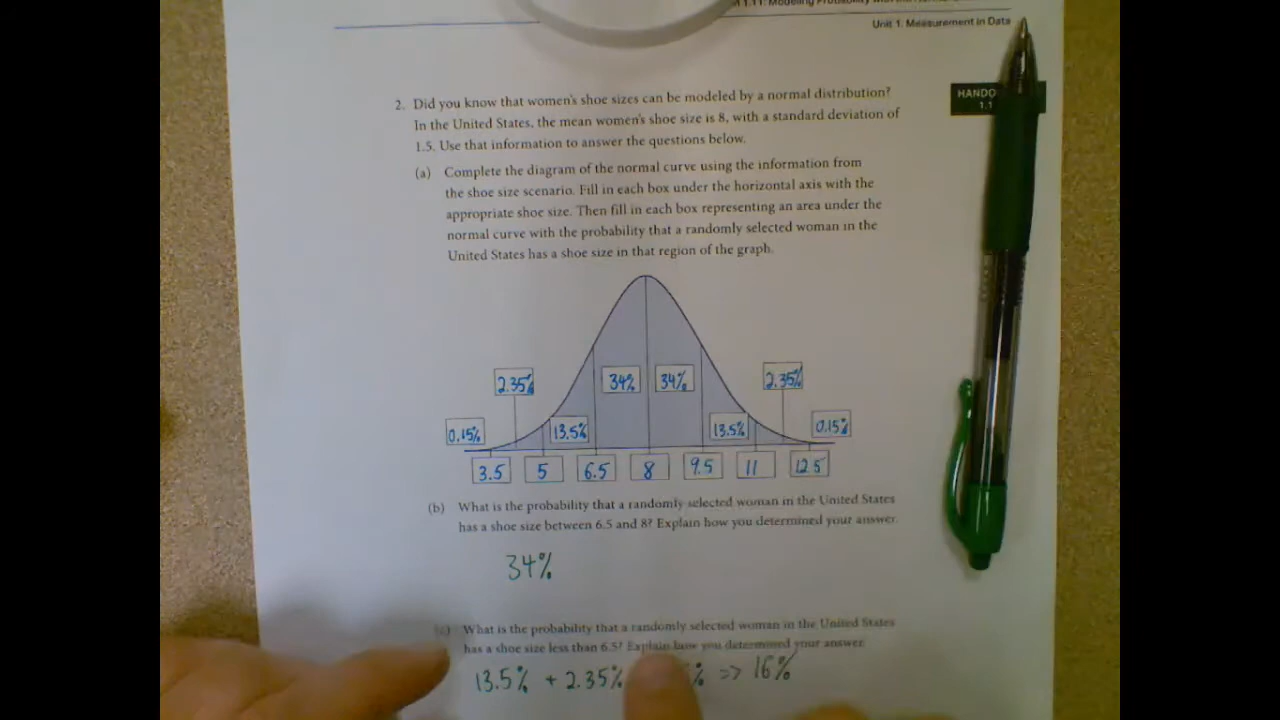 Unit 1: Measurement in Data
HANDO
1.1
2. Did you know that women's shoe sizes can be modeled by a normal distribution?
In the United States, the mean women's shoe size is 8, with a standard deviation of
1.5. Use that information to answer the questions below.
(a) Complete the diagram of the normal curve using the information from
the shoe size scenario. Fill in each box under the horizontal axis with the
appropriate shoe size. Then fill in each box representing an area under the
normal curve with the probability that a randomly selected woman in the
United States has a shoe size in that region of the graph.
2.35% 34% 34% 2.35%
0.15% 13.5% 13.5% 0.15%
3.5 5 6.5 8 9.5 11 12.5
(b) What is the probability that a randomly selected woman in the United States
has a shoe size between 6.5 and 8? Explain how you determined your answer.
34%
(c) What is the probability that a randomly selected woman in the United States
has a shoe size less than 6.5? Explain how you determined your answer.
13.5% + 2.35% % => 16%